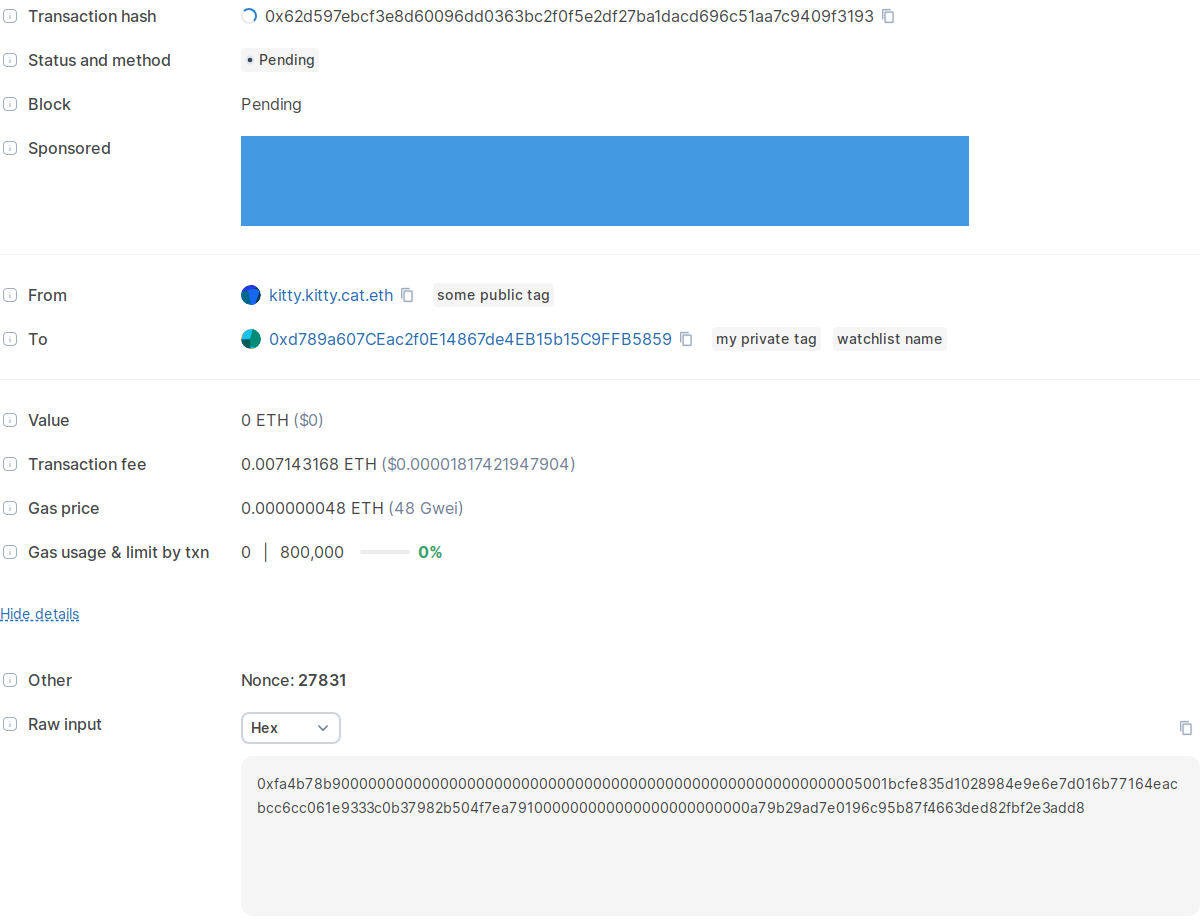 Transaction hash 0x62d597ebcf3e8d60096dd0363bc2f0f5e2df27ba1dacd696c51aa7c9409f3193
Status and method Pending
Block Pending
Sponsored
From kitty.kitty.cat.eth some public tag
To 0xd789a607CEac2f0E14867de4EB15b15C9FFB5859 my private tag watchlist name
Value 0 ETH ($0)
Transaction fee 0.007143168 ETH ($0.00001817421947904)
Gas price 0.000000048 ETH (48 Gwei)
Gas usage & limit by txn 0 | 800,000 0%
Hide details
Other Nonce: 27831
Raw input Hex
0xfa4b78b90000000000000000000000000000000000000000000000000000000005001bcfe835d1028984e9e6e7d016b77164eac
bcc6cc061e9333c0b37982b504f7ea791000000000000000000000000a79b29ad7e0196c95b87f4663ded82fbf2e3add8